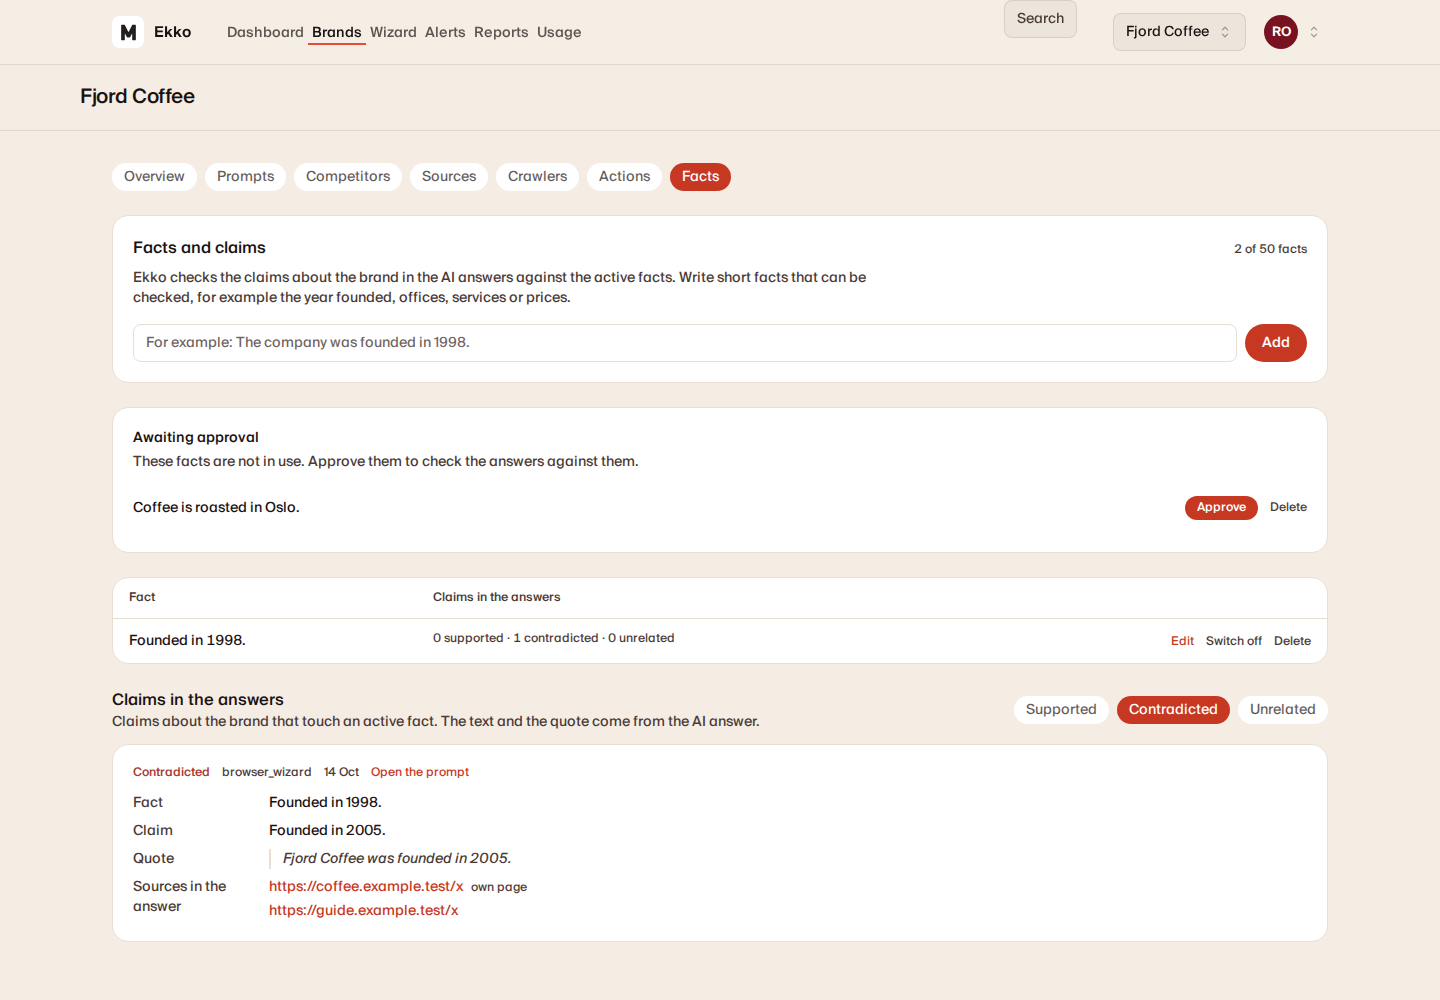 M Ekko Dashboard Brands Wizard Alerts Reports Usage Search Fjord Coffee RO
Fjord Coffee
Overview Prompts Competitors Sources Crawlers Actions Facts
Facts and claims 2 of 50 facts
Ekko checks the claims about the brand in the AI answers against the active facts. Write short facts that can be
checked, for example the year founded, offices, services or prices.
For example: The company was founded in 1998. Add
Awaiting approval
These facts are not in use. Approve them to check the answers against them.
Coffee is roasted in Oslo. Approve Delete
Fact Claims in the answers
Founded in 1998. 0 supported · 1 contradicted · 0 unrelated Edit Switch off Delete
Claims in the answers
Claims about the brand that touch an active fact. The text and the quote come from the AI answer. Supported Contradicted Unrelated
Contradicted browser_wizard 14 Oct Open the prompt
Fact Founded in 1998.
Claim Founded in 2005.
Quote Fjord Coffee was founded in 2005.
Sources in the answer https://coffee.example.test/x own page
https://guide.example.test/x